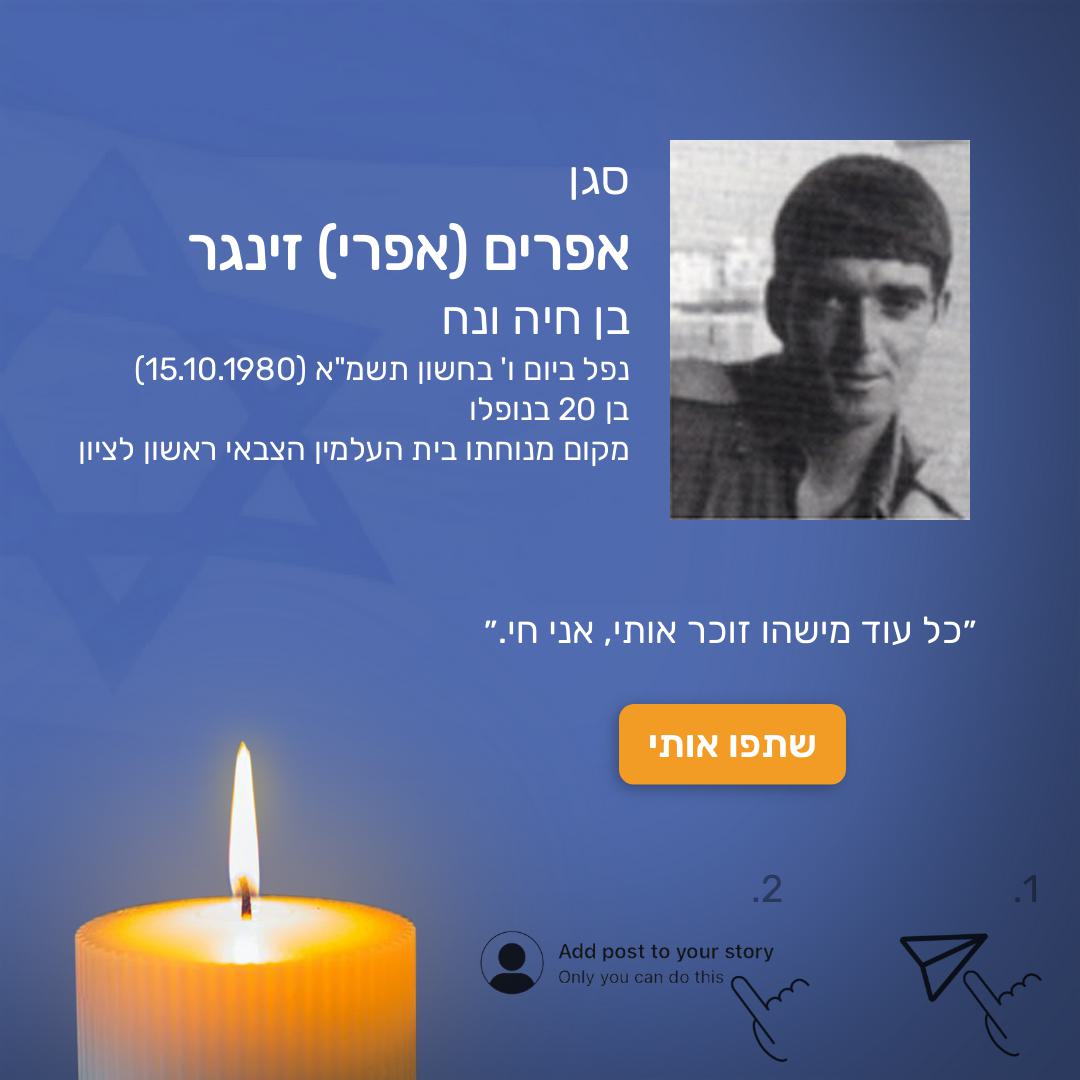 סגן
אפרים (אפרי) זינגר
בן חיה ונח
נפל ביום ו' בחשון תשמ"א (15.10.1980)
בן 20 בנופלו
מקום מנוחתו בית העלמין הצבאי ראשון לציון
״כל עוד מישהו זוכר אותי, אני חי.״
שתפו אותי
.1
.2
Add post to your story
Only you can do this